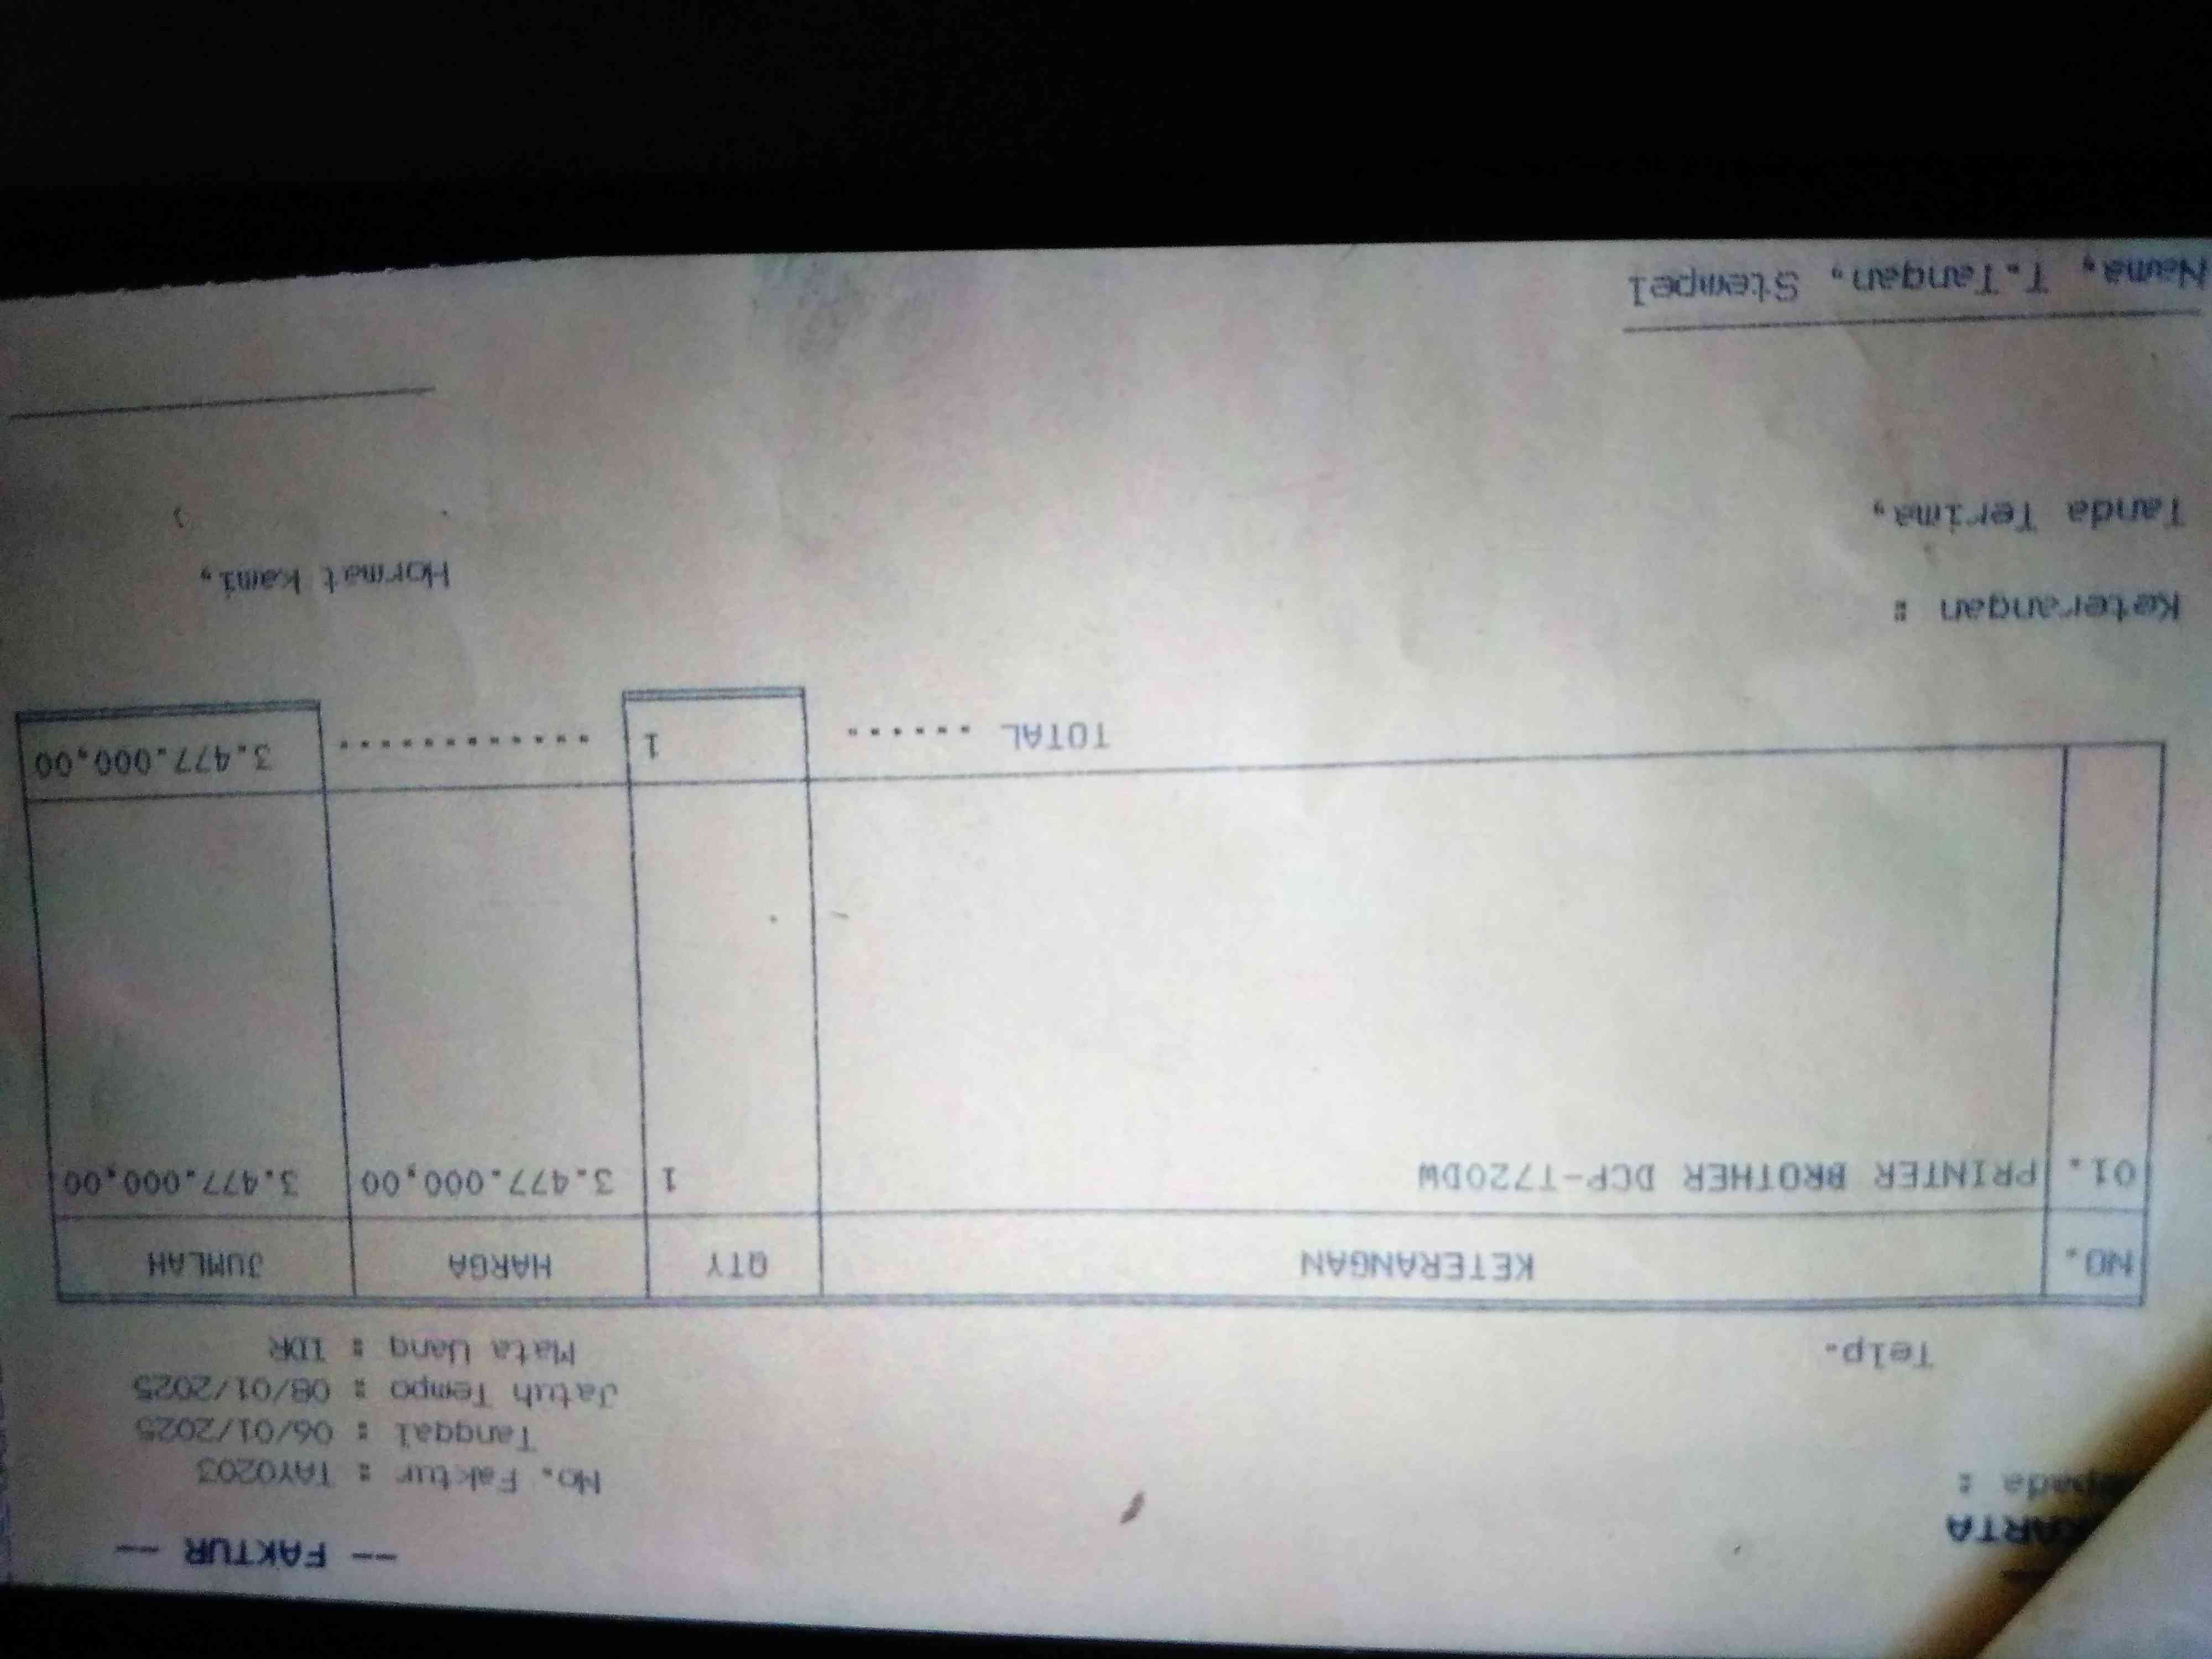 -- FAKTUR --
No. Faktur : TAY0203
Tanggal : 06/01/2025
Telp. Jatuh Tempo : 08/01/2025
Mata Uang : IDR
NO. KETERANGAN QTY HARGA JUMLAH
01. PRINTER BROTHER DCP-T720DW 1 3.477.000,00 3.477.000,00
TOTAL ...... 1 ............. 3.477.000,00
Keterangan :
Hormat kami,
Tanda Terima,
Nama, T.Tangan, Stempel